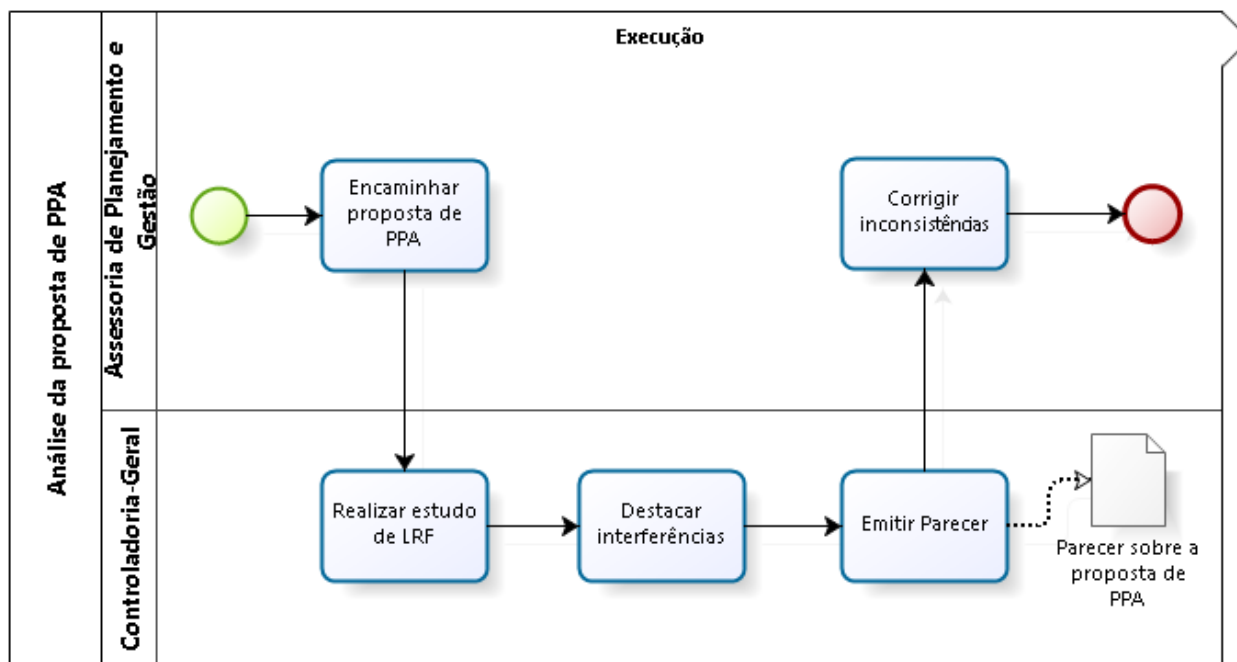 Execução
Análise da proposta de PPA
Assessoria de Planejamento e
Gestão
Encaminhar
proposta de
PPA
Corrigir
inconsistências
Controladoria-Geral
Realizar estudo
de LRF
Destacar
interferências
Emitir Parecer
Parecer sobre a
proposta de
PPA